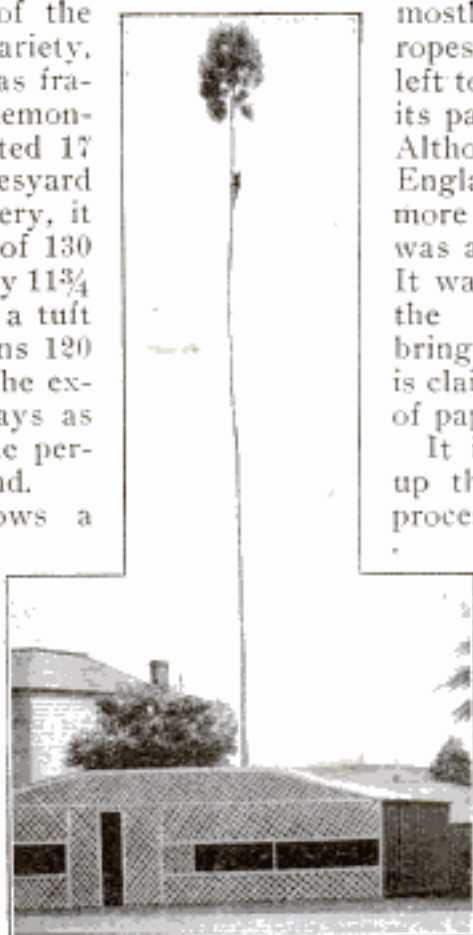 of the
ariety,
as fra-
emon-
ted 17
esyard
ery, it
of 130
y 11¾
a tuft
ns 120
he ex-
ays as
e per-
nd.
ows a
mostl
ropes
left to
its pa
Altho
Engla
more
was a
It wa
the
bring
is clai
of pap
It
up th
proce